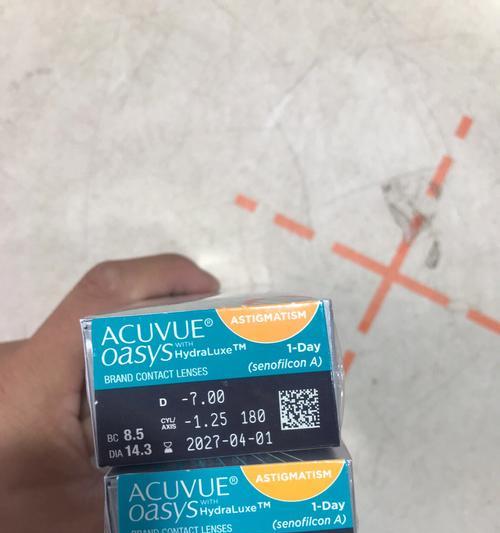 ACUVUE® ASTIGMATISM
oasys WITH HydraLuxe™ 1-Day
(senofilcon A)
BRAND CONTACT LENSES
D -7.00
CYL/AXIS -1.25 180
BC 8.5
DIA 14.3 2027-04-01
ACUVUE® ASTIGMATISM
oasys WITH HydraLuxe™ 1-Day
(senofilcon A)
BRAND CONTACT LENSES